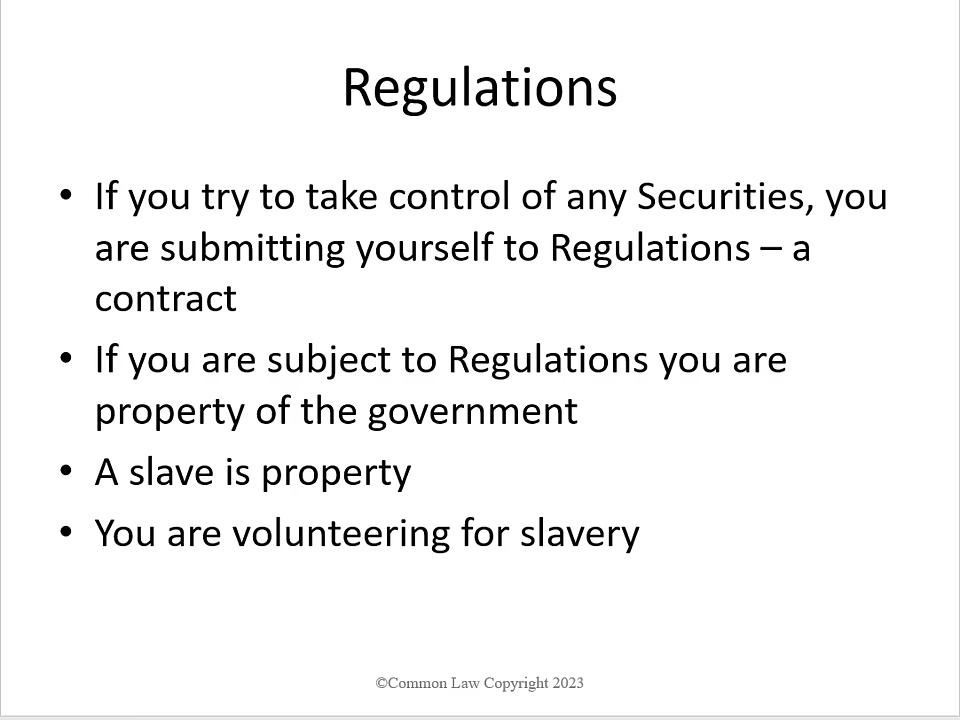 Regulations
• If you try to take control of any Securities, you
are submitting yourself to Regulations – a
contract
• If you are subject to Regulations you are
property of the government
• A slave is property
• You are volunteering for slavery
©Common Law Copyright 2023